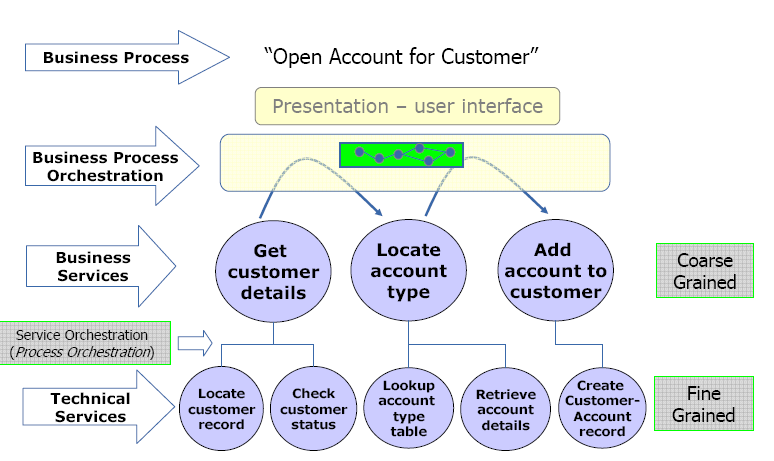 Business Process
“Open Account for Customer”
Presentation – user interface
Business Process
Orchestration
Business
Services
Get
customer
details
Locate
account
type
Add
account to
customer
Coarse
Grained
Service Orchestration
(Process Orchestration)
Technical
Services
Locate
customer
record
Check
customer
status
Lookup
account
type
table
Retrieve
account
details
Create
Customer-
Account
record
Fine
Grained